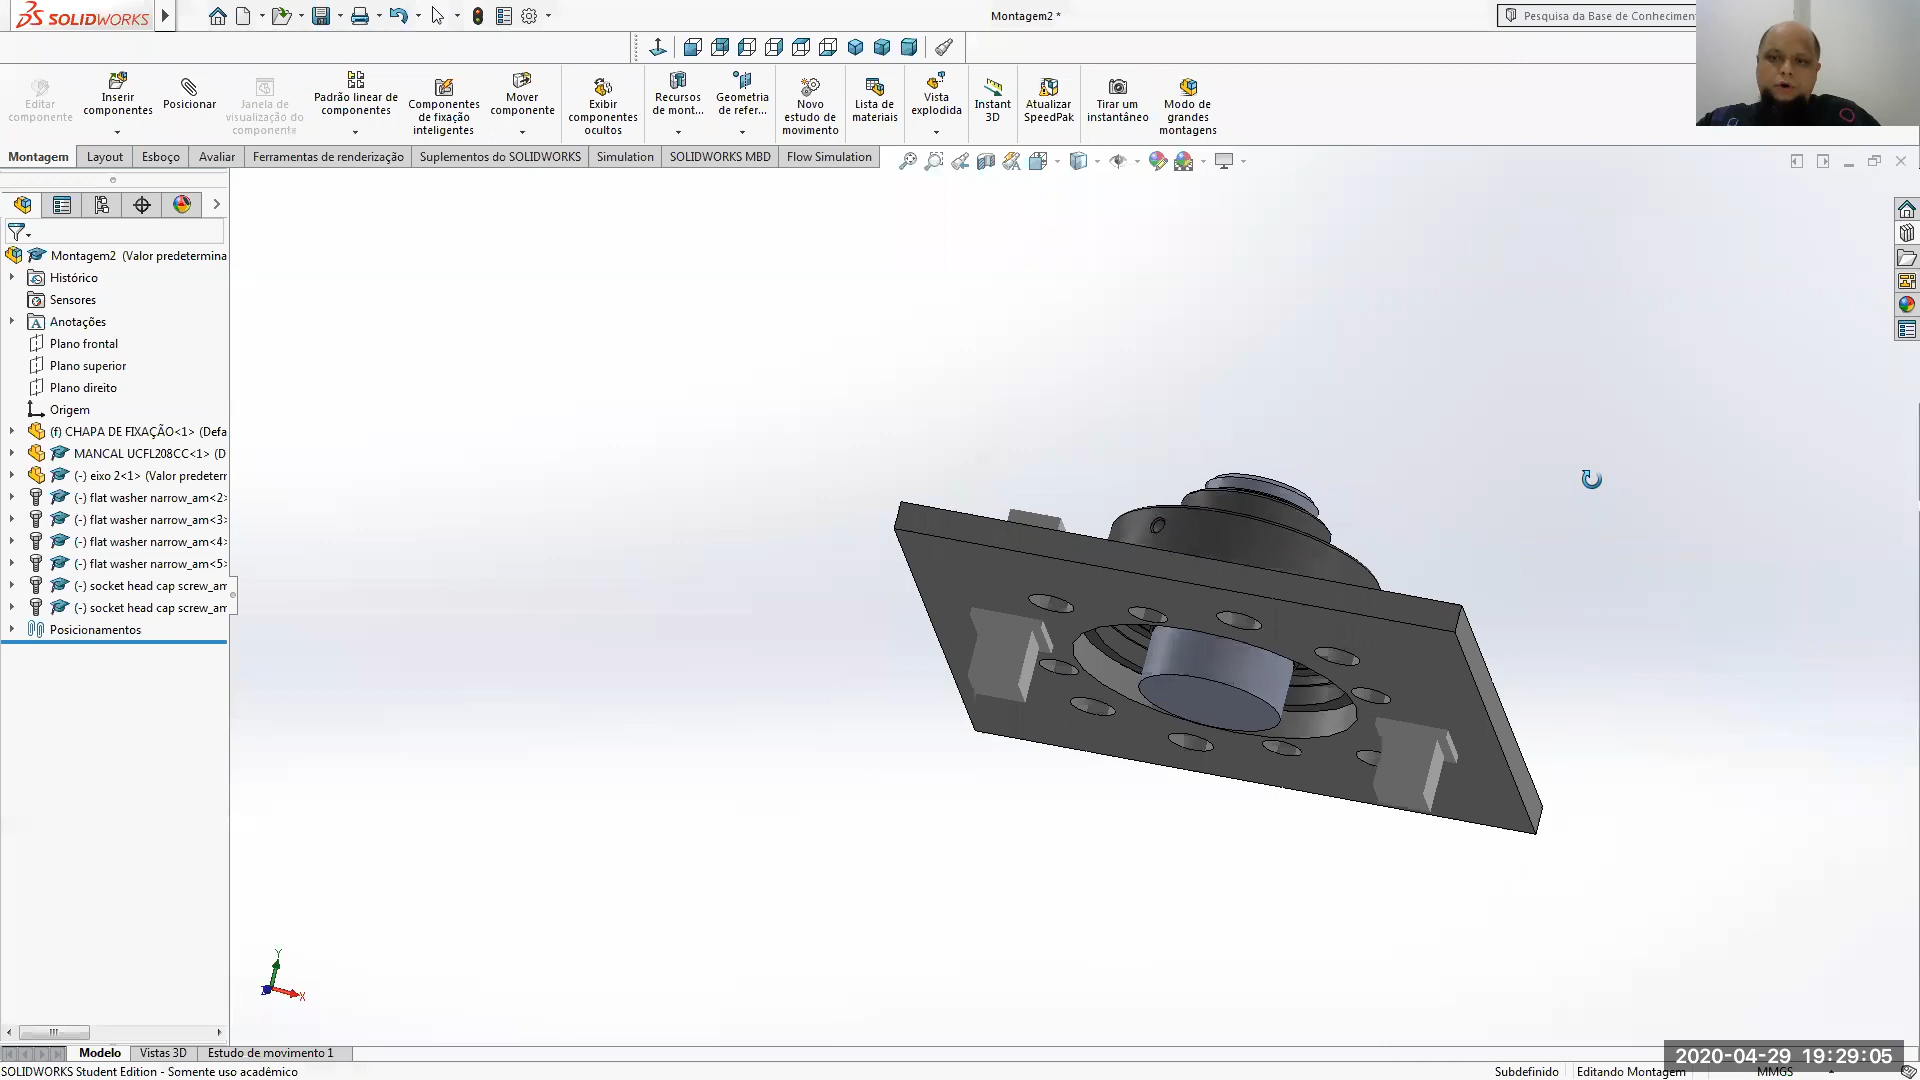 SOLIDWORKS
Montagem2 *
Pesquisa da Base de Conheciment
Editar componente
Inserir componentes
Posicionar
Janela de visualização do componente
Padrão linear de componentes
Componentes de fixação inteligentes
Mover componente
Exibir componentes ocultos
Recursos de mont...
Geometria de refer...
Novo estudo de movimento
Lista de materiais
Vista explodida
Instant 3D
Atualizar SpeedPak
Tirar um instantâneo
Modo de grandes montagens
Montagem
Layout
Esboço
Avaliar
Ferramentas de renderização
Suplementos do SOLIDWORKS
Simulation
SOLIDWORKS MBD
Flow Simulation
Montagem2 (Valor predetermina
Histórico
Sensores
Anotações
Plano frontal
Plano superior
Plano direito
Origem
(f) CHAPA DE FIXAÇÃO<1> (Defa
MANCAL UCFL208CC<1> (D
(-) eixo 2<1> (Valor predeterr
(-) flat washer narrow_am<2>
(-) flat washer narrow_am<3>
(-) flat washer narrow_am<4>
(-) flat washer narrow_am<5>
(-) socket head cap screw_am
(-) socket head cap screw_am
Posicionamentos
Y
X
Z
Modelo
Vistas 3D
Estudo de movimento 1
2020-04-29 19:29:05
SOLIDWORKS Student Edition - Somente uso acadêmico
Subdefinido
Editando Montagem
MMGS